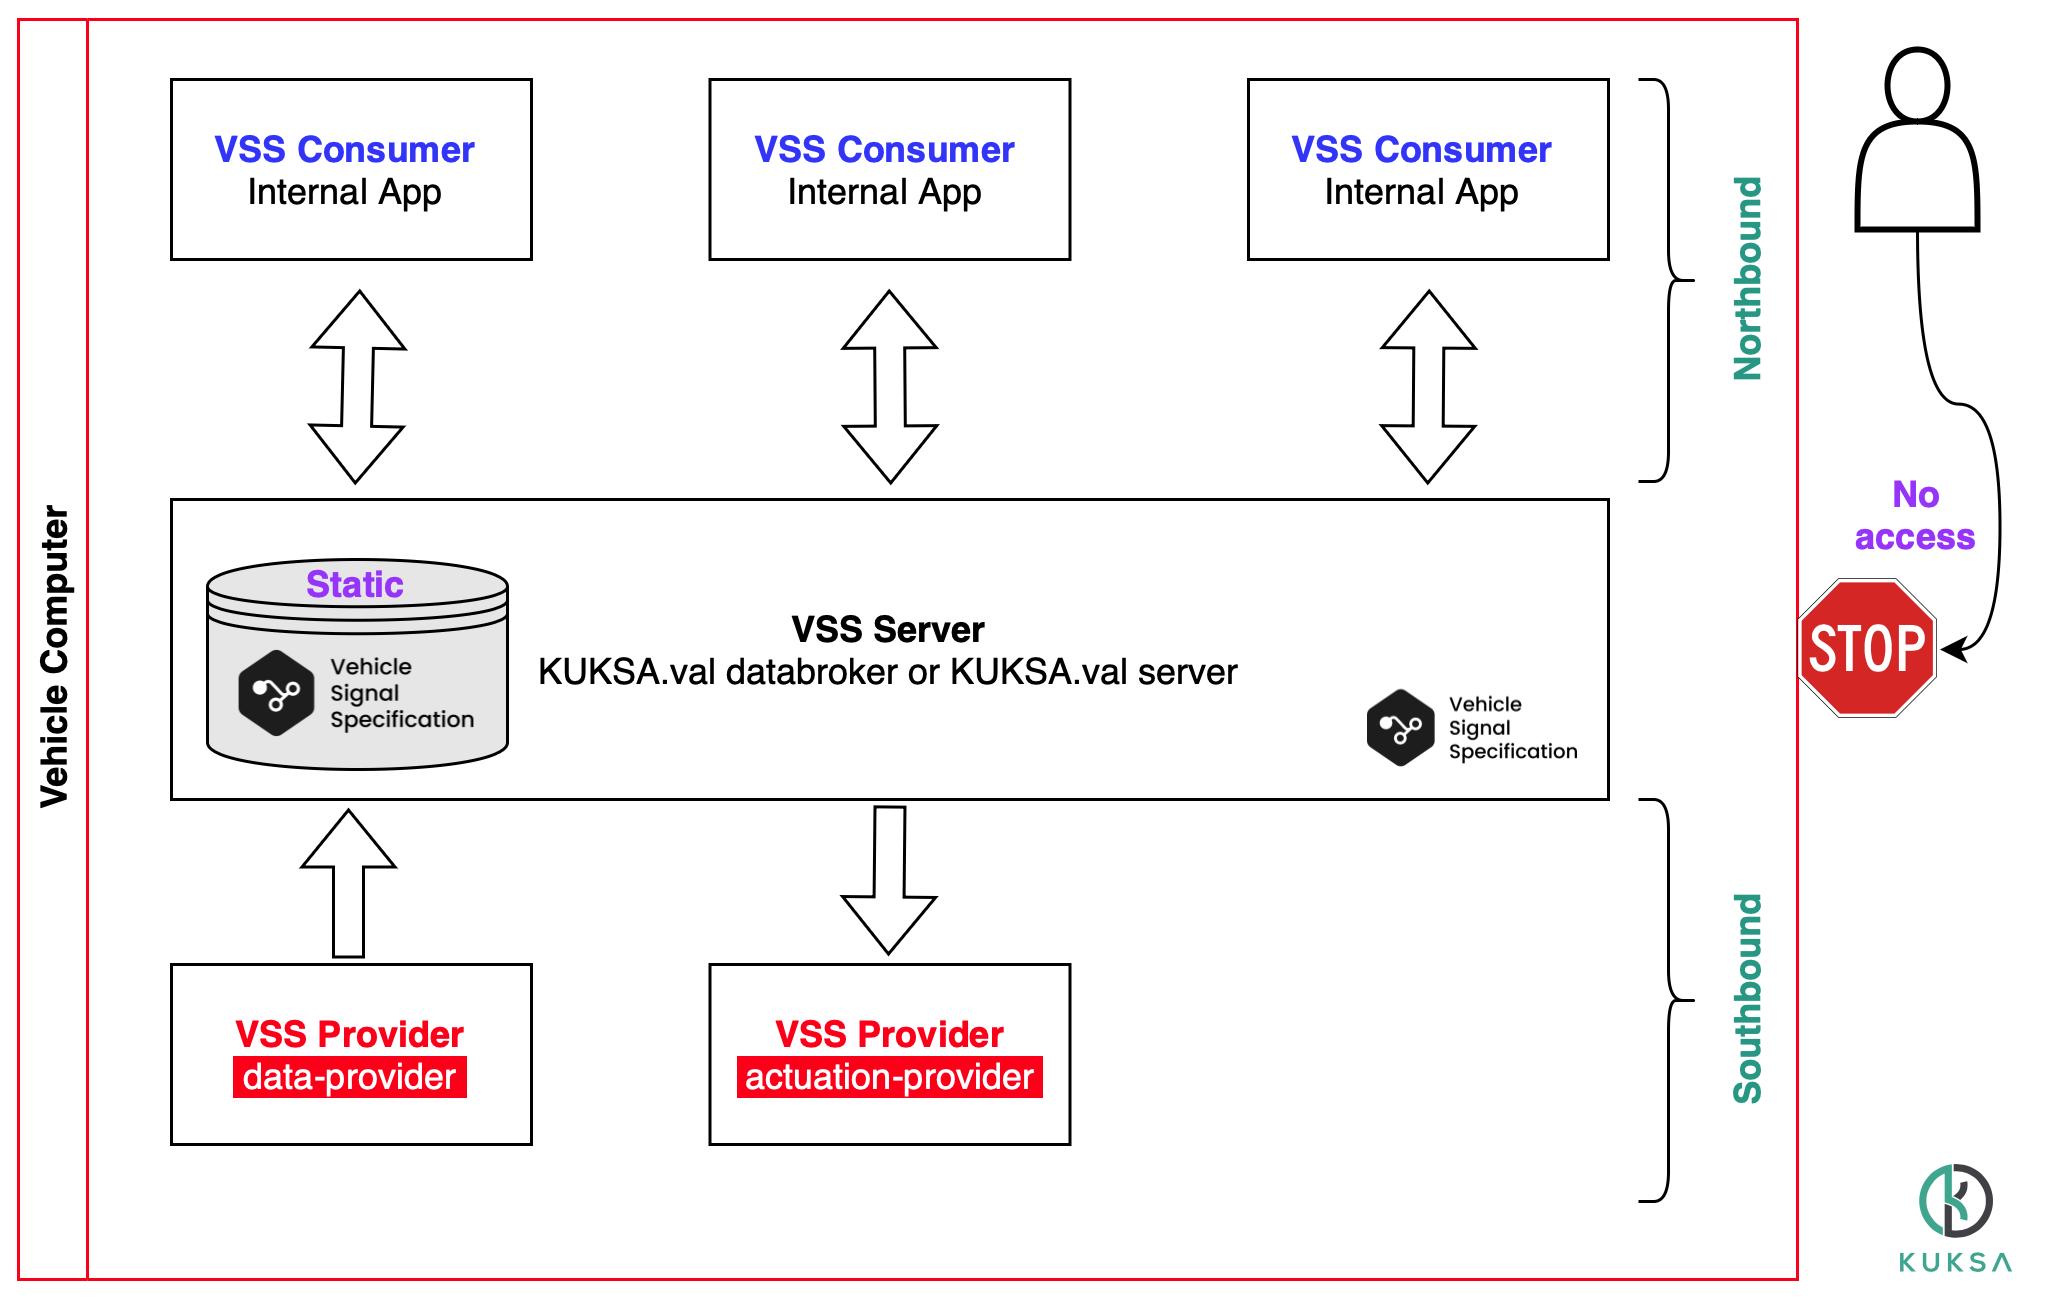 VSS Consumer
Internal App
VSS Consumer
Internal App
VSS Consumer
Internal App
Northbound
Vehicle Computer
No
access
STOP
Static
Vehicle
Signal
Specification
VSS Server
KUKSA.val databroker or KUKSA.val server
Vehicle
Signal
Specification
VSS Provider
data-provider
VSS Provider
actuation-provider
Southbound
KUKSA